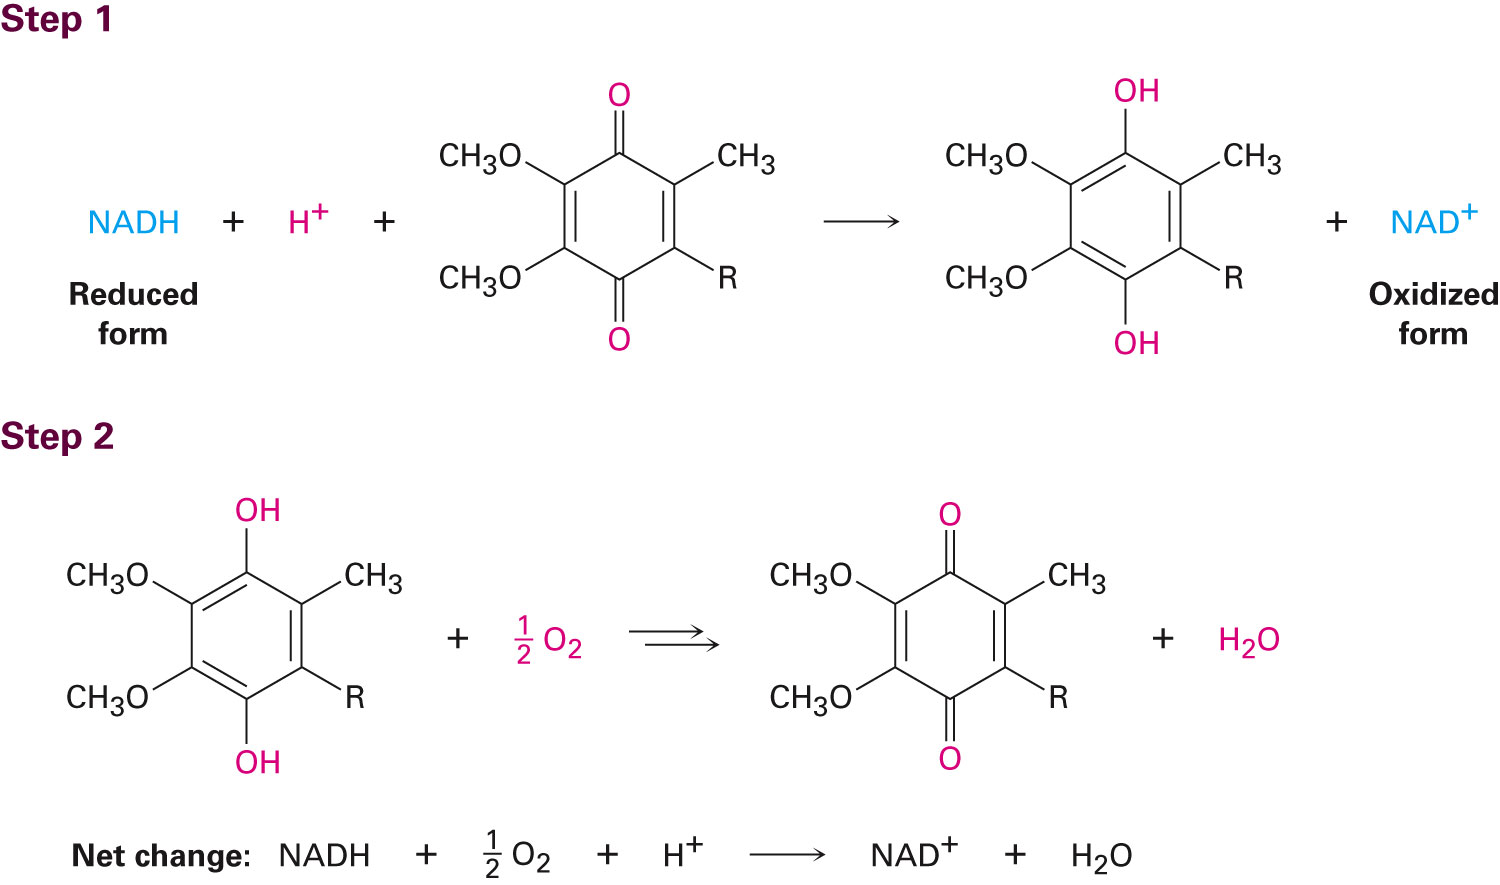 Step 1
O OH
CH₃O CH₃ CH₃O CH₃
NADH + H⁺ + + NAD⁺
CH₃O R CH₃O R
Reduced form Oxidized form
O OH
Step 2
OH O
CH₃O CH₃ CH₃O CH₃
+ 1/2 O₂ + H₂O
CH₃O R CH₃O R
OH O
Net change: NADH + 1/2 O₂ + H⁺ → NAD⁺ + H₂O